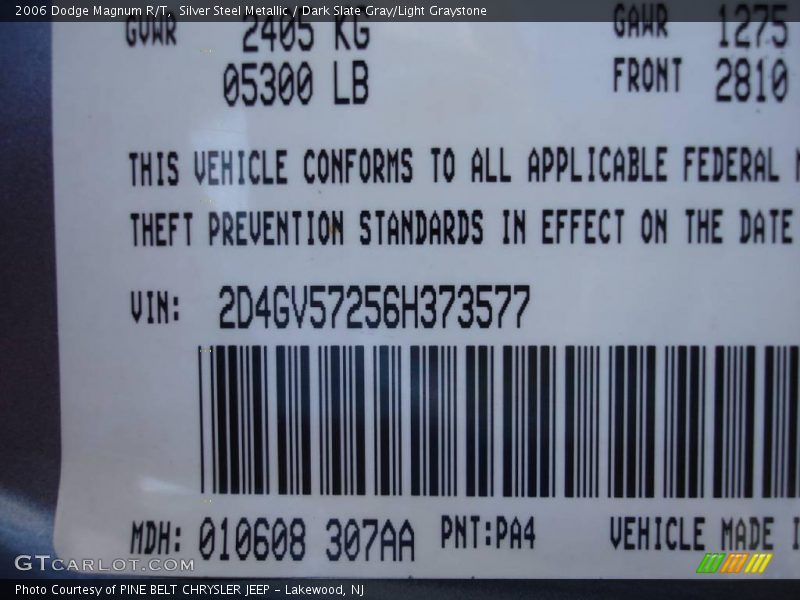 2006 Dodge Magnum R/T, Silver Steel Metallic / Dark Slate Gray/Light Graystone
GVWR 2405 KG GAWR 1275
05300 LB FRONT 2810
THIS VEHICLE CONFORMS TO ALL APPLICABLE FEDERAL
THEFT PREVENTION STANDARDS IN EFFECT ON THE DATE
VIN: 2D4GV57256H373577
MDH: 010608 307AA PNT:PA4 VEHICLE MADE I
GTCARLOT.COM
Photo Courtesy of PINE BELT CHRYSLER JEEP - Lakewood, NJ